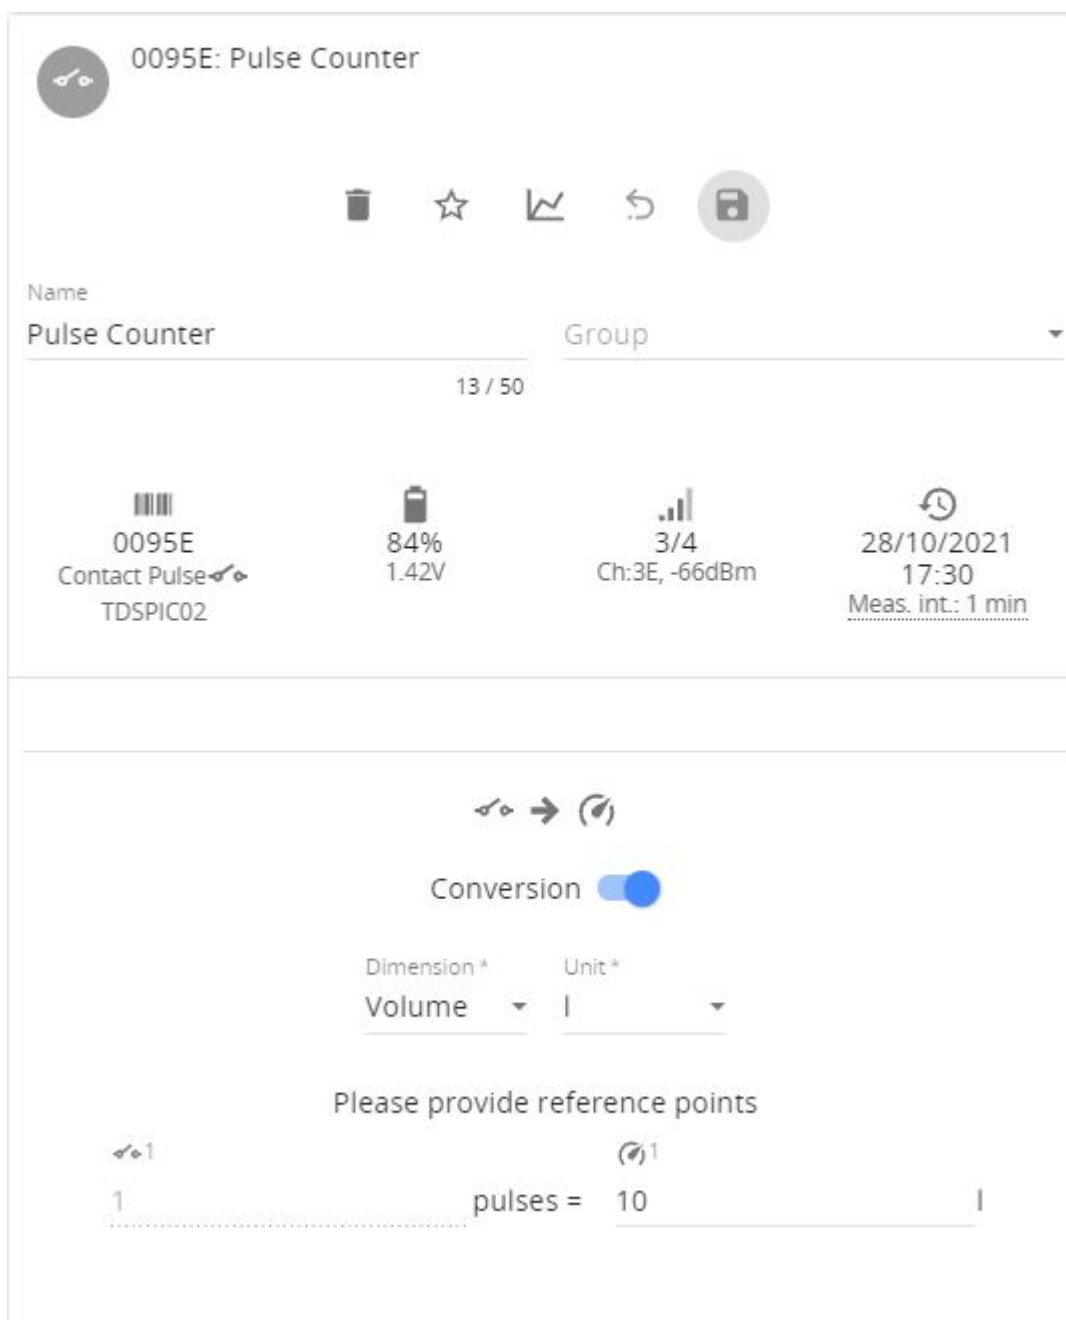 0095E: Pulse Counter
Name
Pulse Counter
Group
13 / 50
0095E
Contact Pulse
TDSPIC02
84%
1.42V
3/4
Ch:3E, -66dBm
28/10/2021
17:30
Meas. int.: 1 min
Conversion
Dimension *
Unit *
Volume
l
Please provide reference points
1
1
1 pulses = 10 l